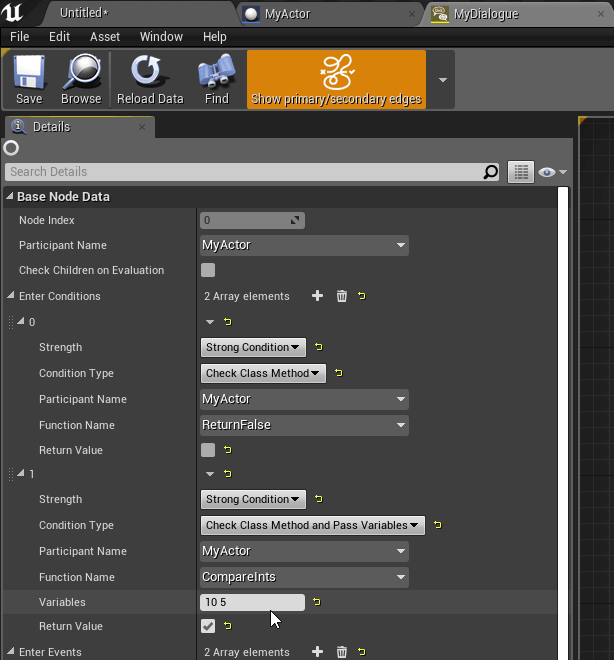 Untitled*
MyActor
MyDialogue
File Edit Asset Window Help
Save Browse Reload Data Find Show primary/secondary edges
Details
Search Details
Base Node Data
Node Index 0
Participant Name MyActor
Check Children on Evaluation
Enter Conditions 2 Array elements
0
Strength Strong Condition
Condition Type Check Class Method
Participant Name MyActor
Function Name ReturnFalse
Return Value
1
Strength Strong Condition
Condition Type Check Class Method and Pass Variables
Participant Name MyActor
Function Name CompareInts
Variables 10 5
Return Value
Enter Events 2 Array elements